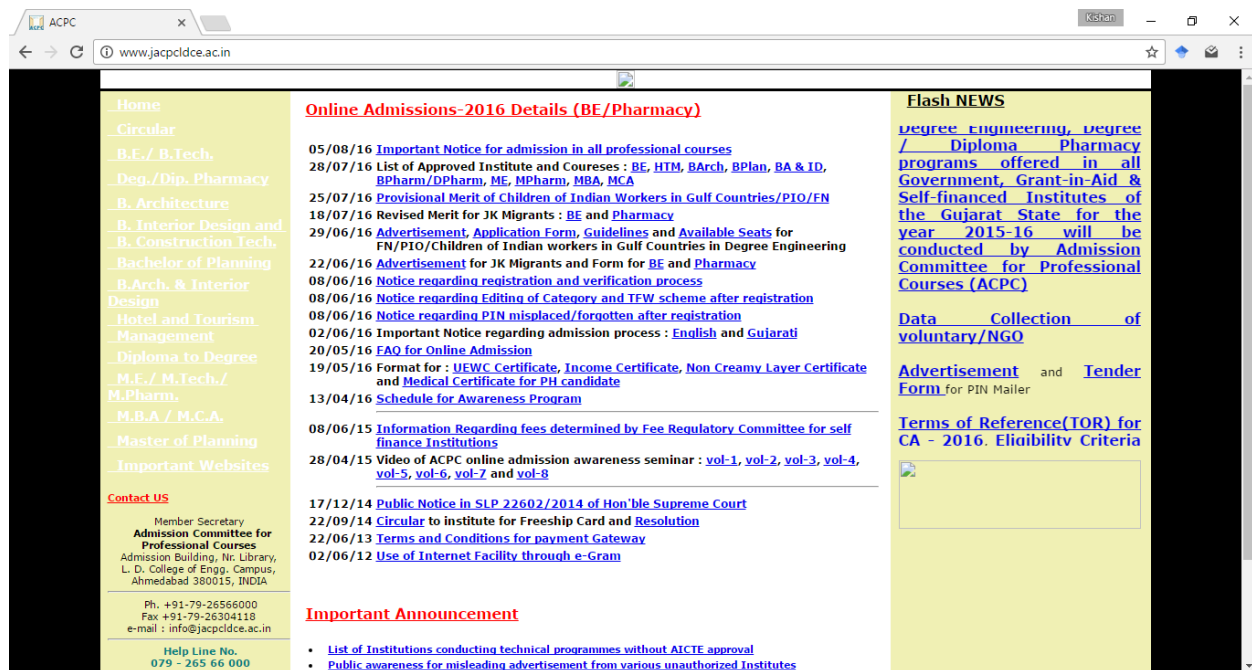 ACPC
Kishan
www.jacpcldce.ac.in
Home
Circular
B.E./ B.Tech.
Deg./Dip. Pharmacy
B. Architecture
B. Interior Design and
B. Construction Tech.
Bachelor of Planning
B.Arch. & Interior
Design
Hotel and Tourism
Management
Diploma to Degree
M.E./ M.Tech./
M.Pharm.
M.B.A / M.C.A.
Master of Planning
Important Websites
Contact US
Member Secretary
Admission Committee for
Professional Courses
Admission Building, Nr. Library,
L. D. College of Engg. Campus,
Ahmedabad 380015, INDIA
Ph. +91-79-26566000
Fax +91-79-26304118
e-mail : info@jacpcldce.ac.in
Help Line No.
079 - 265 66 000
Online Admissions-2016 Details (BE/Pharmacy)
05/08/16 Important Notice for admission in all professional courses
28/07/16 List of Approved Institute and Coureses : BE, HTM, BArch, BPlan, BA & ID,
BPharm/DPharm, ME, MPharm, MBA, MCA
25/07/16 Provisional Merit of Children of Indian Workers in Gulf Countries/PIO/FN
18/07/16 Revised Merit for JK Migrants : BE and Pharmacy
29/06/16 Advertisement, Application Form, Guidelines and Available Seats for
FN/PIO/Children of Indian workers in Gulf Countries in Degree Engineering
22/06/16 Advertisement for JK Migrants and Form for BE and Pharmacy
08/06/16 Notice regarding registration and verification process
08/06/16 Notice regarding Editing of Category and TFW scheme after registration
08/06/16 Notice regarding PIN misplaced/forgotten after registration
02/06/16 Important Notice regarding admission process : English and Gujarati
20/05/16 FAQ for Online Admission
19/05/16 Format for : UEWC Certificate, Income Certificate, Non Creamy Layer Certificate
and Medical Certificate for PH candidate
13/04/16 Schedule for Awareness Program
08/06/15 Information Regarding fees determined by Fee Regulatory Committee for self
finance Institutions
28/04/15 Video of ACPC online admission awareness seminar : vol-1, vol-2, vol-3, vol-4,
vol-5, vol-6, vol-7 and vol-8
17/12/14 Public Notice in SLP 22602/2014 of Hon'ble Supreme Court
22/09/14 Circular to institute for Freeship Card and Resolution
22/06/13 Terms and Conditions for payment Gateway
02/06/12 Use of Internet Facility through e-Gram
Important Announcement
• List of Institutions conducting technical programmes without AICTE approval
• Public awareness for misleading advertisement from various unauthorized Institutes
Flash NEWS
Degree Engineering, Degree
/ Diploma Pharmacy
programs offered in all
Government, Grant-in-Aid &
Self-financed Institutes of
the Gujarat State for the
year 2015-16 will be
conducted by Admission
Committee for Professional
Courses (ACPC)
Data Collection of
voluntary/NGO
Advertisement and Tender
Form for PIN Mailer
Terms of Reference(TOR) for
CA - 2016. Eligibility Criteria